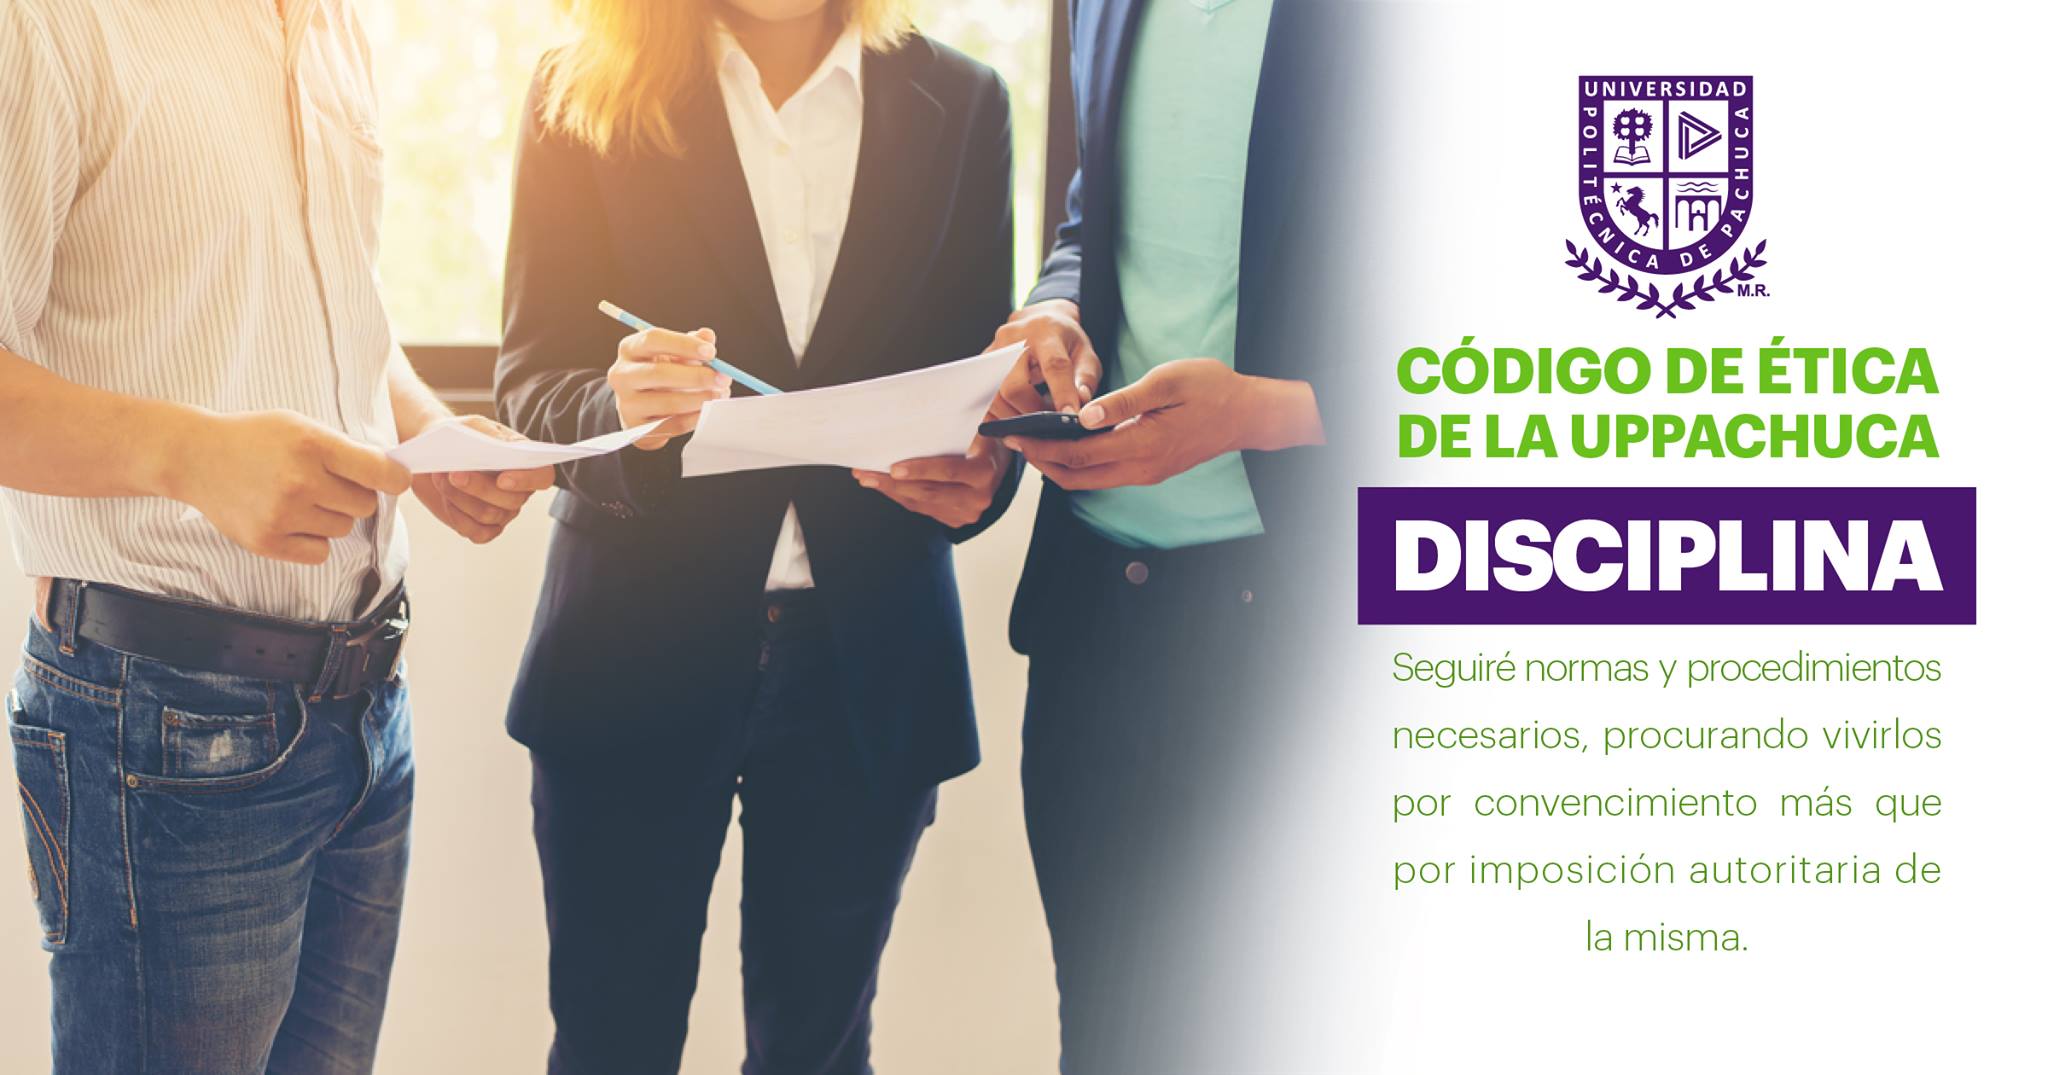 UNIVERSIDAD
POLITÉCNICA DE PACHUCA
M.R.
CÓDIGO DE ÉTICA
DE LA UPPACHUCA
DISCIPLINA
Seguiré normas y procedimientos
necesarios, procurando vivirlos
por convencimiento más que
por imposición autoritaria de
la misma.